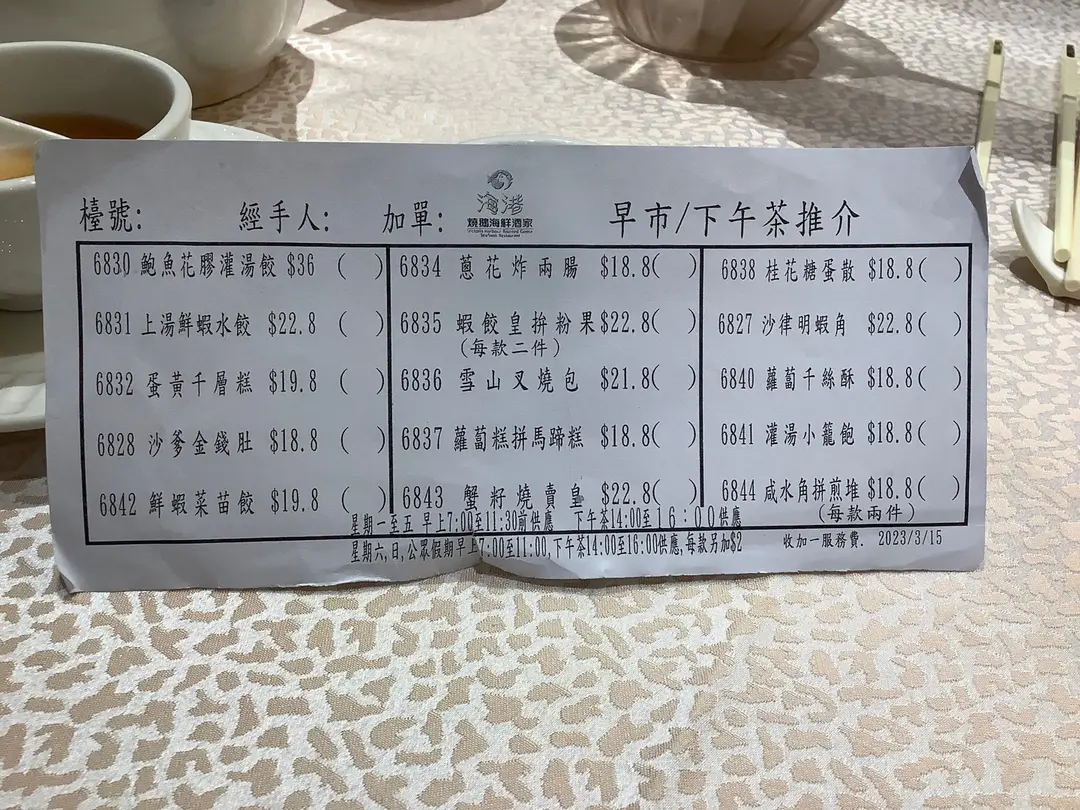 檯號:　經手人:　加單:　海港　早市/下午茶推介
燒鵝海鮮酒家
6830 鮑魚花膠灌湯餃 $36 ( )
6831 上湯鮮蝦水餃 $22.8 ( )
6832 蛋黃千層糕 $19.8 ( )
6828 沙爹金錢肚 $18.8 ( )
6842 鮮蝦菜苗餃 $19.8 ( )
6834 蔥花炸兩腸 $18.8( )
6835 蝦餃皇拚粉果$22.8( )
(每款二件)
6836 雪山叉燒包 $21.8( )
6837 蘿蔔糕拼馬蹄糕 $18.8( )
6843 蟹籽燒賣皇 $22.8( )
6838 桂花糖蛋散 $18.8( )
6827 沙律明蝦角 $22.8( )
6840 蘿蔔千絲酥 $18.8( )
6841 灌湯小籠飽 $18.8( )
6844 咸水角拼煎堆 $18.8( )
(每款兩件)
星期一至五 早上7:00至11:30前供應　下午茶14:00至16:00供應
星期六,日,公眾假期早上7:00至11:00,下午茶14:00至16:00供應,每款另加$2　收加一服務費. 2023/3/15